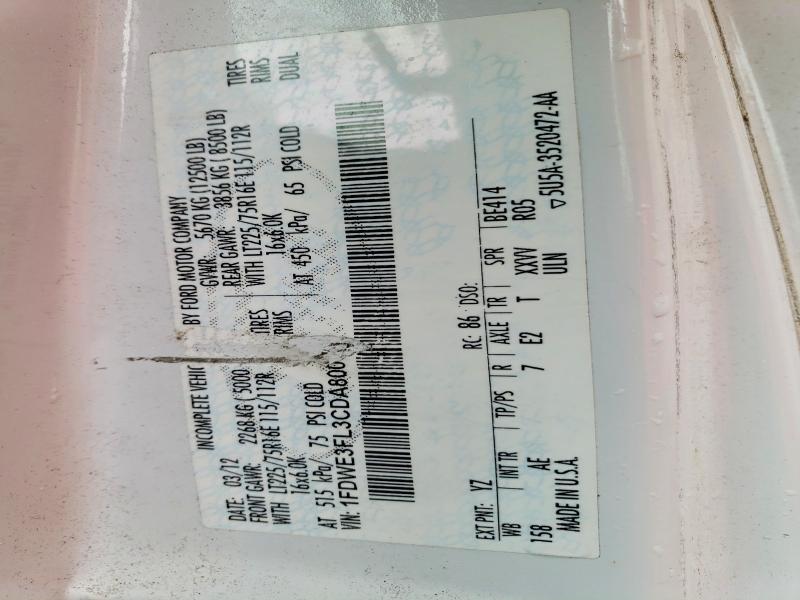 INCOMPLETE VEHIC BY FORD MOTOR COMPANY
DATE: 03/12 GVWR: 5670 KG (12500 LB)
FRONT GAWR: 2268 KG( 5000 REAR GAWR: 3856 KG ( 8500 LB)
WITH LT225/75R16E 115/112R TIRES WITH LT225/75R16E 115/112R TIRES
16x6.0K RIMS 16x6.0K RIMS
AT 515 kPa/ 75 PSI COLD AT 450 kPa/ 65 PSI COLD DUAL
VIN: 1FDWE3FL3CDA806
EXT PNT: YZ RC: 86 DSO:
WB INTR TP/PS R AXLE TR SPR BE414
158 AE 7 E2 T XXVV R05
ULN
MADE IN U.S.A. ▽5U5A-3520472-AA